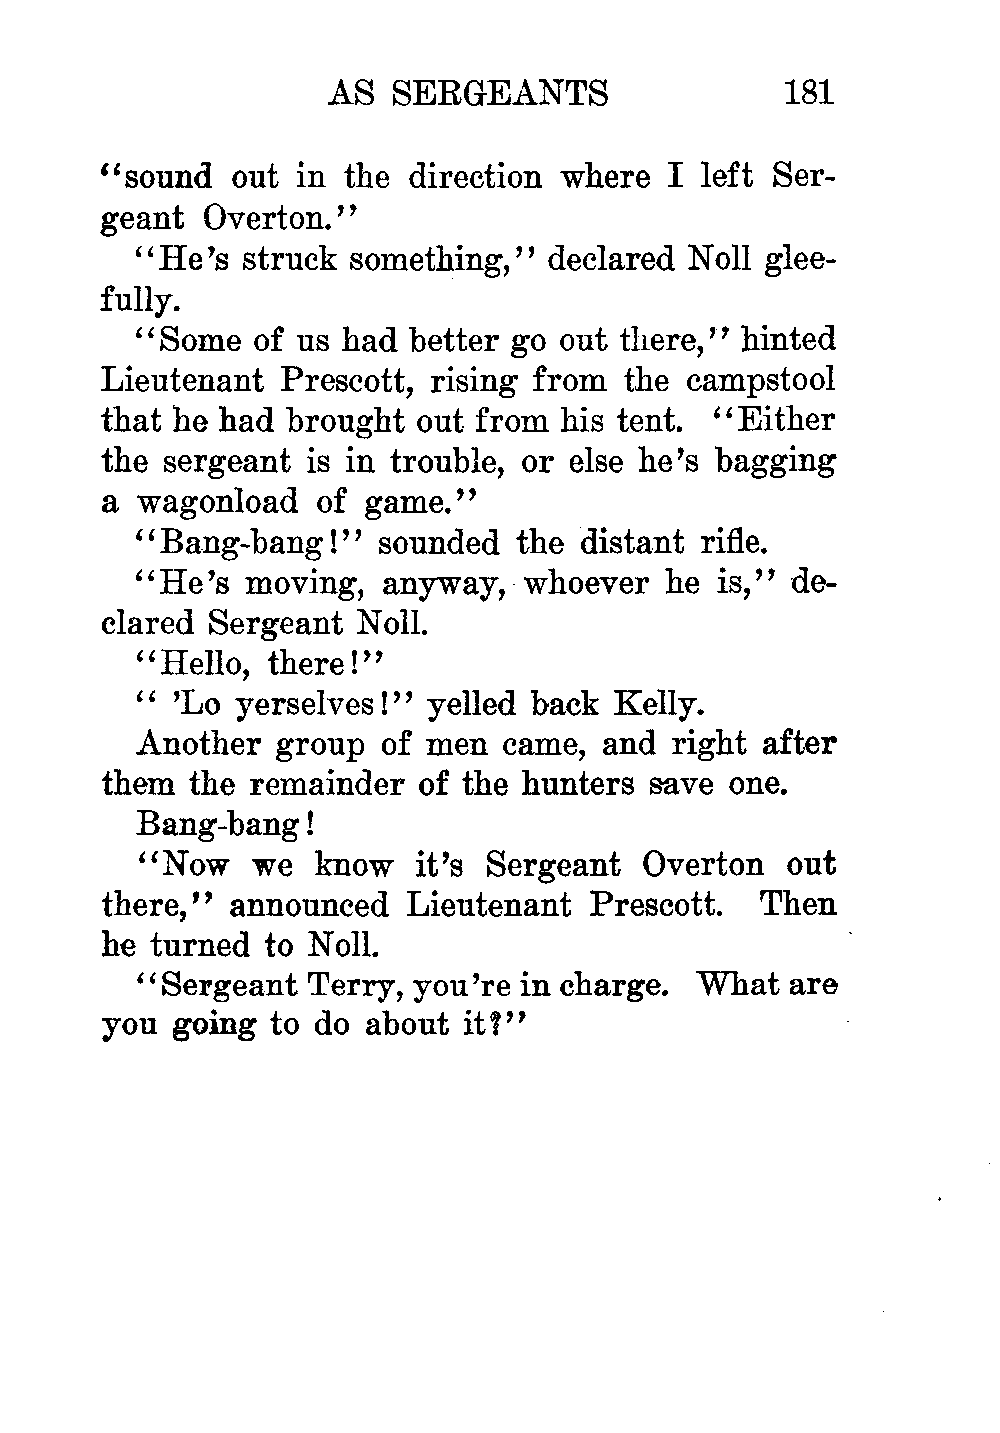 AS SERGEANTS 181
“sound out in the direction where I left Ser-
geant Overton.”
“He’s struck something,” declared Noll glee-
fully.
“Some of us had better go out there,” hinted
Lieutenant Prescott, rising from the campstool
that he had brought out from his tent. “Either
the sergeant is in trouble, or else he’s bagging
a wagonload of game.”
“Bang-bang!” sounded the distant rifle.
“He’s moving, anyway, whoever he is,” de-
clared Sergeant Noll.
“Hello, there!”
“ ’Lo yerselves!” yelled back Kelly.
Another group of men came, and right after
them the remainder of the hunters save one.
Bang-bang!
“Now we know it’s Sergeant Overton out
there,” announced Lieutenant Prescott. Then
he turned to Noll.
“Sergeant Terry, you’re in charge. What are
you going to do about it?”